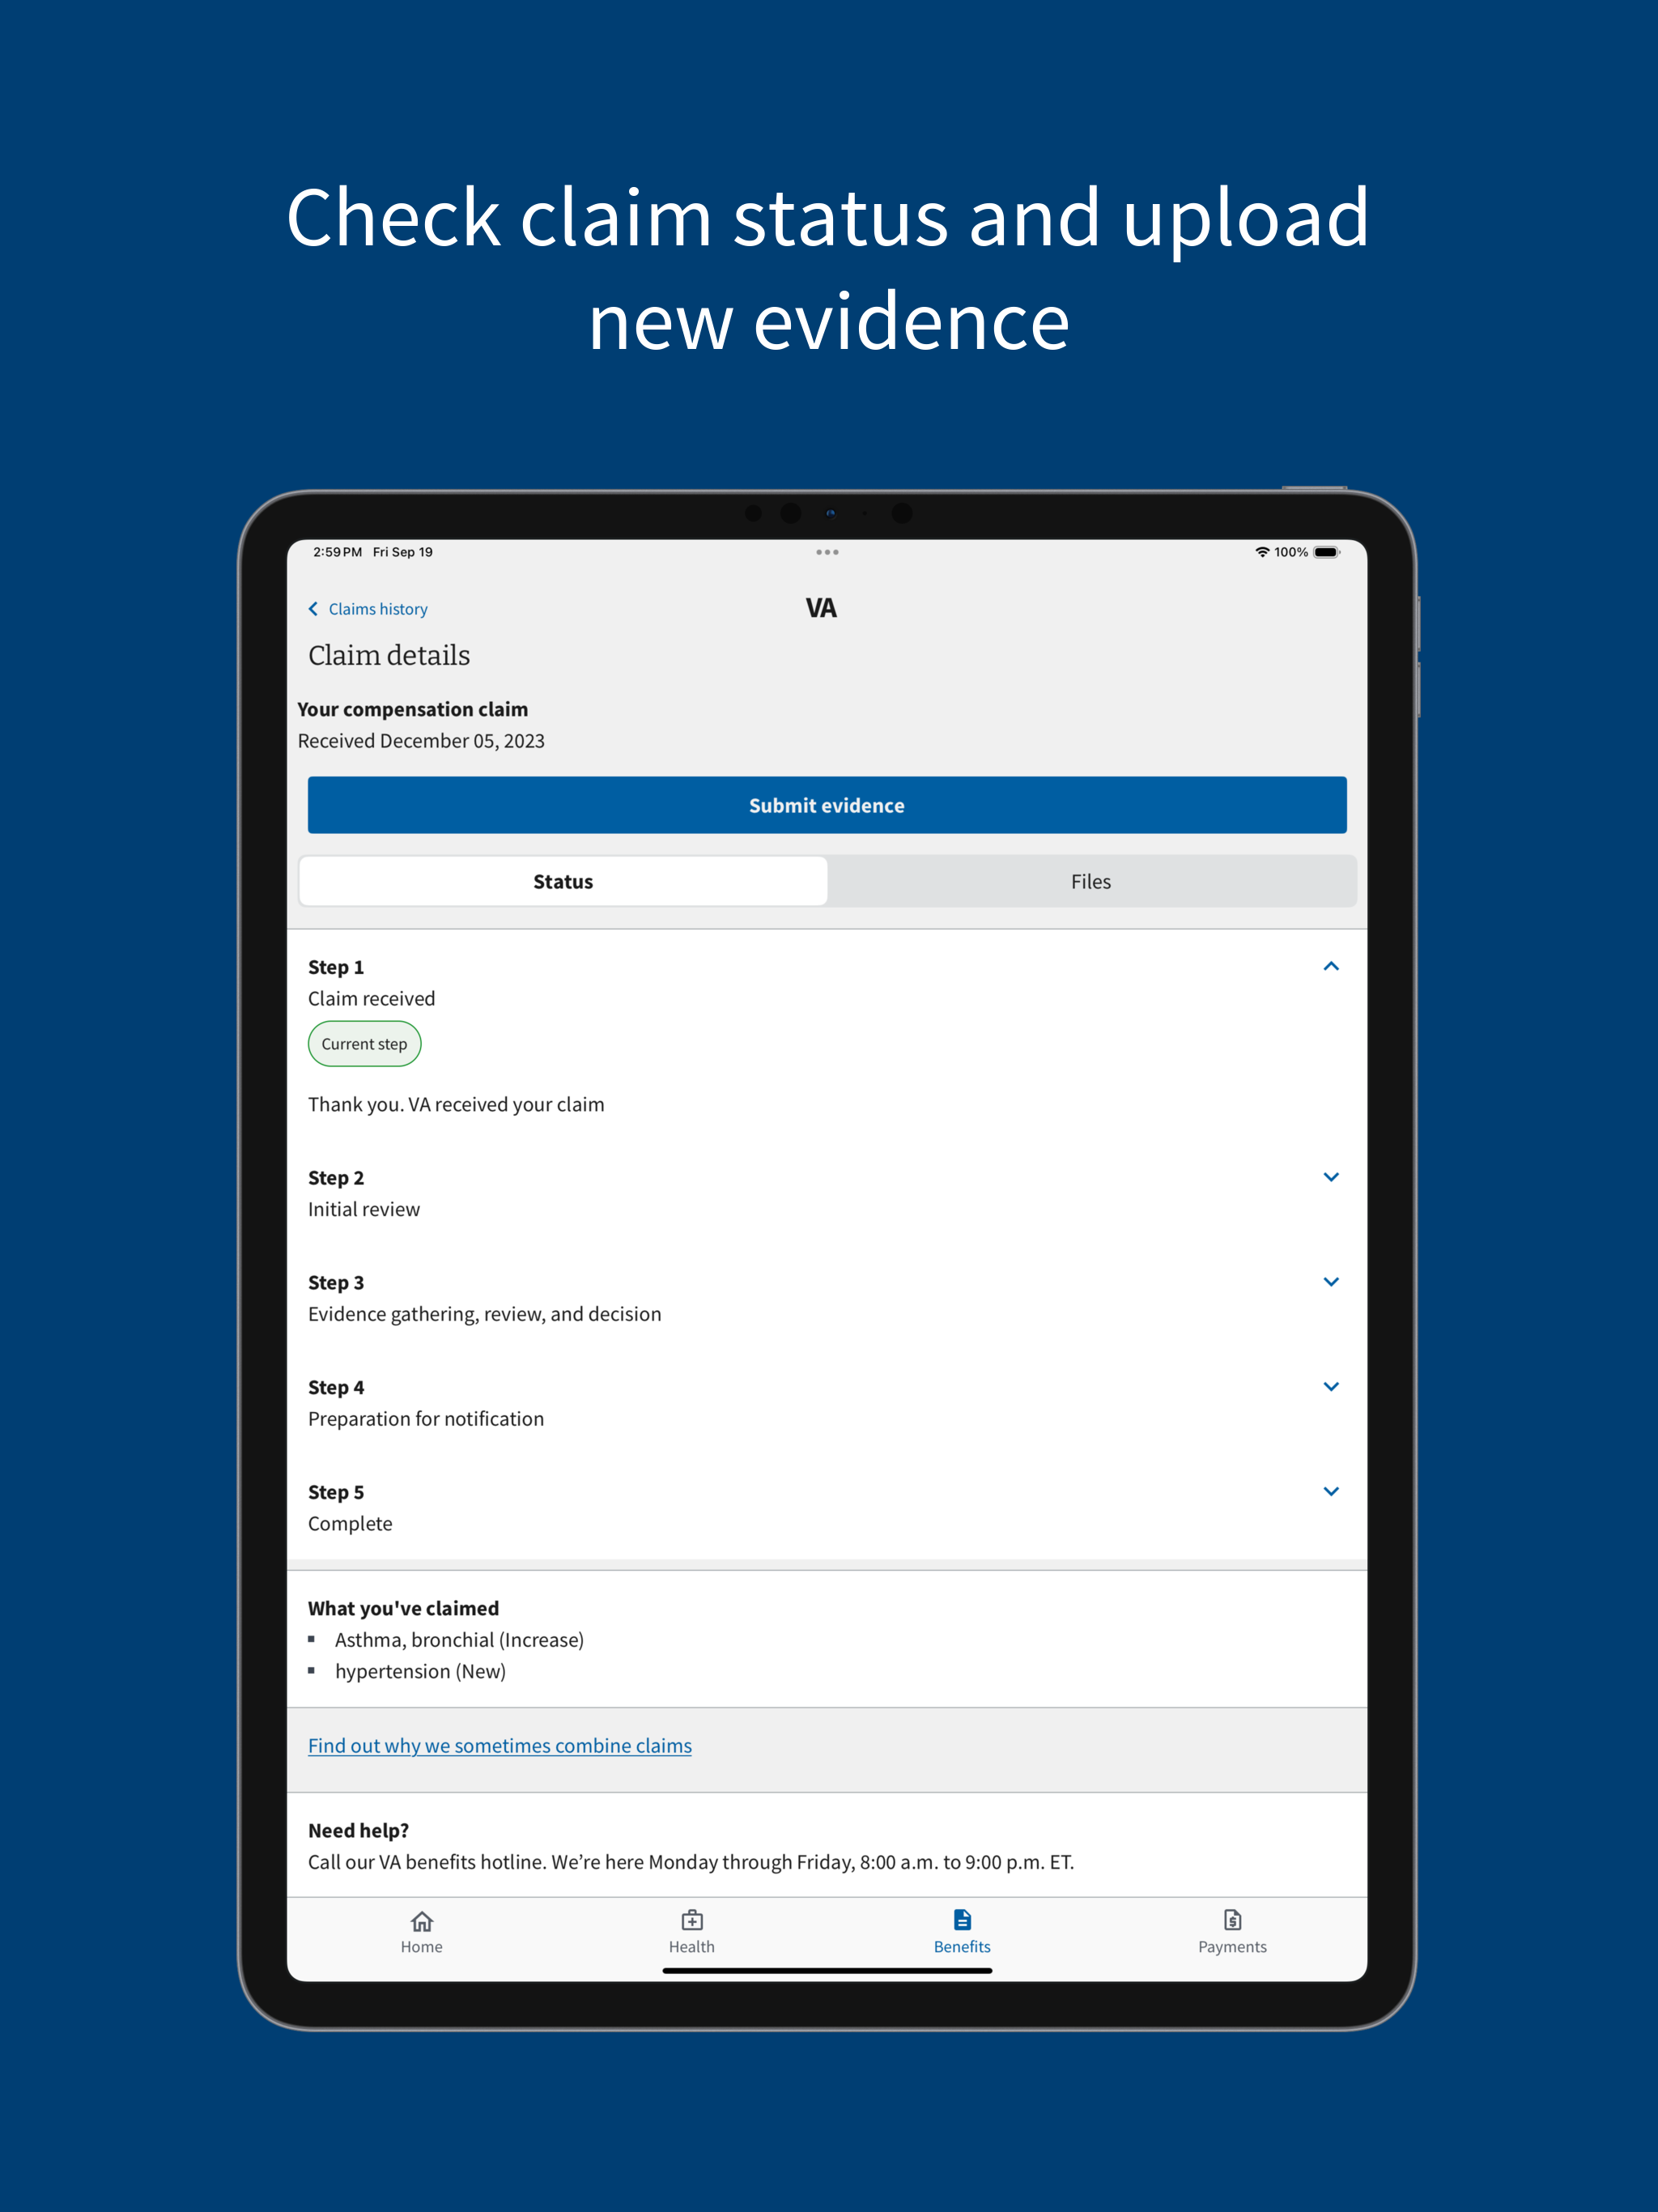 Check claim status and upload
new evidence
2:59 PM Fri Sep 19
100%
Claims history
VA
Claim details
Your compensation claim
Received December 05, 2023
Submit evidence
Status
Files
Step 1
Claim received
Current step
Thank you. VA received your claim
Step 2
Initial review
Step 3
Evidence gathering, review, and decision
Step 4
Preparation for notification
Step 5
Complete
What you've claimed
Asthma, bronchial (Increase)
hypertension (New)
Find out why we sometimes combine claims
Need help?
Call our VA benefits hotline. We’re here Monday through Friday, 8:00 a.m. to 9:00 p.m. ET.
Home
Health
Benefits
Payments